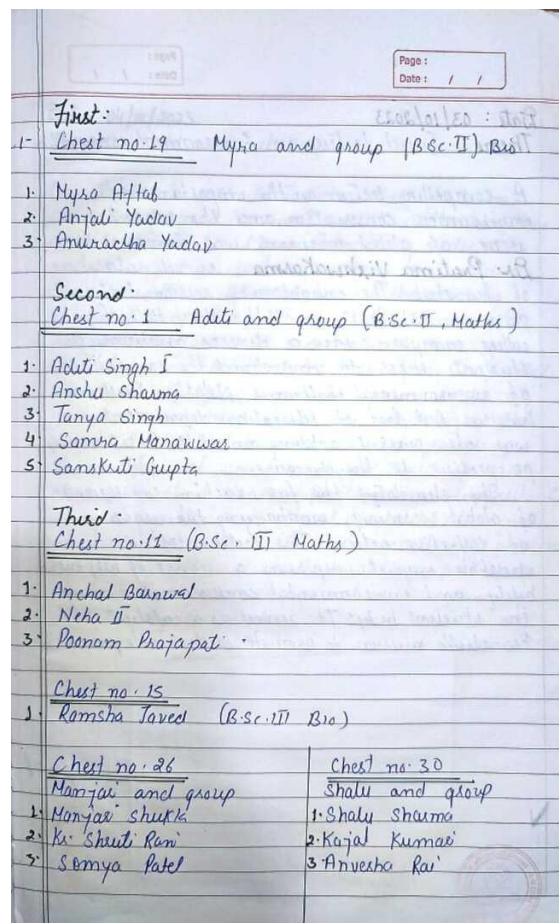 Page :
Date : / /
First :
1- Chest no. 19 Myra and group (B.Sc. II) Bio
1. Myra Aftab
2. Anjali Yadav
3. Anuradha Yadav
Second.
Chest no. 1 Aditi and group (B.Sc. II, Maths)
1. Aditi Singh I
2. Anshu Sharma
3. Tanya Singh
4 Samra Manawwar
5. Sanskriti Gupta
Third.
Chest no. 11 (B.Sc. III Maths)
1. Anchal Barnwal
2. Neha II
3. Poonam Prajapati.
Chest no. 15
1. Ramsha Javed (B.Sc. III Bio)
Chest no. 26
Manjari and group
1. Manjari Shukla
2. Kr. Shruti Rani
3. Somya Patel
Chest no. 30
Shalu and group
1. Shalu Sharma
2. Kajal Kumari
3 Anvesha Rai